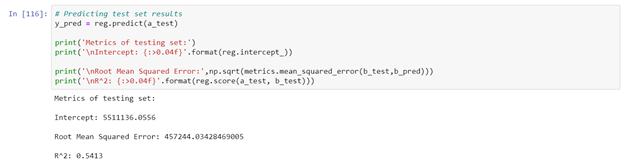 In [116]: # Predicting test set results
y_pred = reg.predict(a_test)
print('Metrics of testing set:')
print('\nIntercept: {:>0.04f}'.format(reg.intercept_))
print('\nRoot Mean Squared Error:',np.sqrt(metrics.mean_squared_error(b_test,b_pred)))
print('\nR^2: {:>0.04f}'.format(reg.score(a_test, b_test)))
Metrics of testing set:
Intercept: 5511136.0556
Root Mean Squared Error: 457244.03428469005
R^2: 0.5413